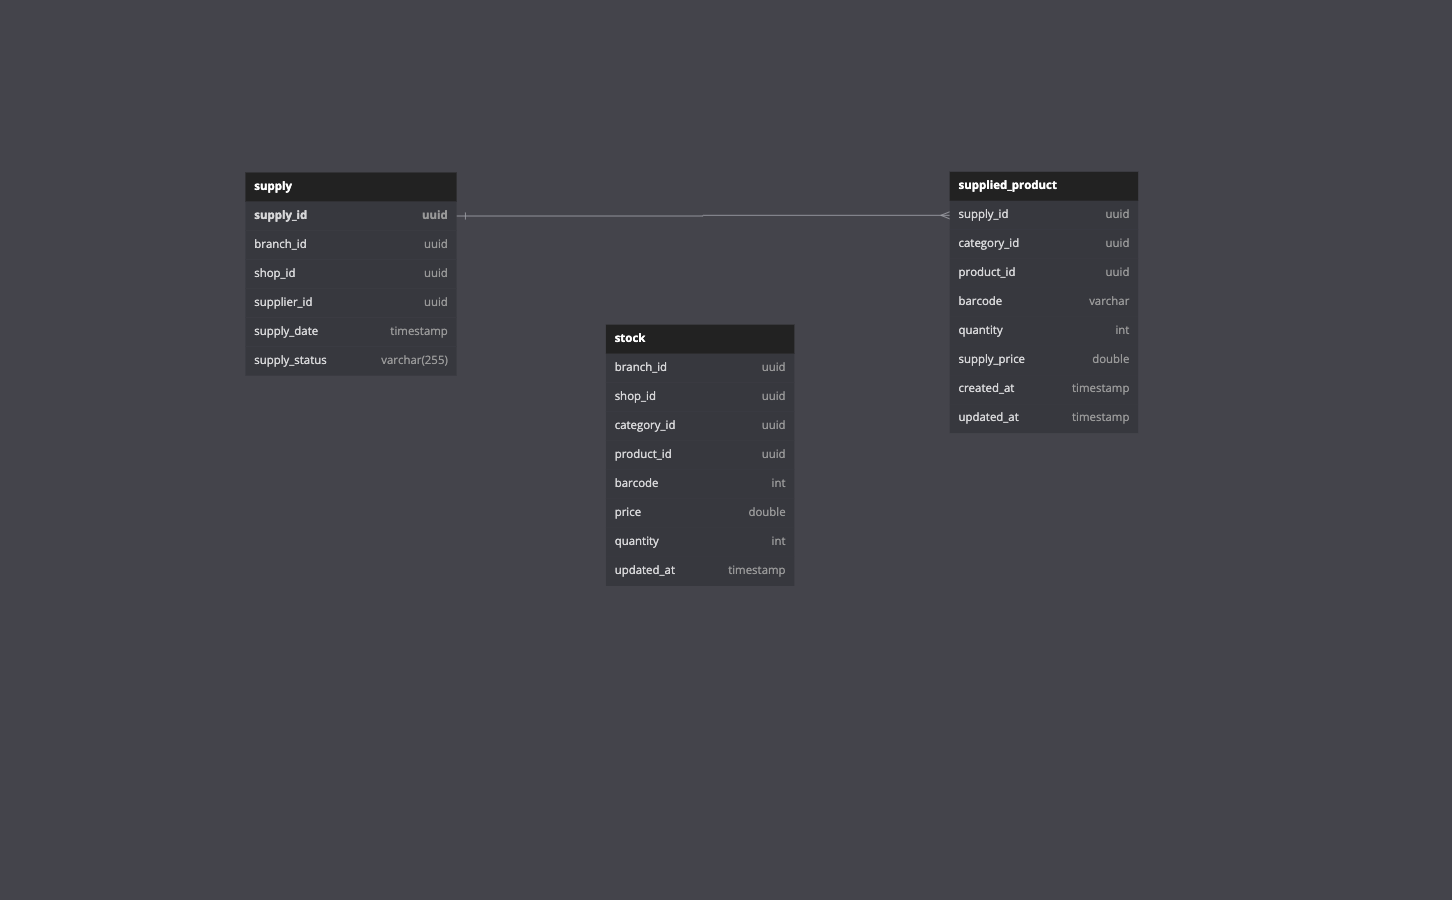 supply
supply_id uuid
branch_id uuid
shop_id uuid
supplier_id uuid
supply_date timestamp
supply_status varchar(255)
stock
branch_id uuid
shop_id uuid
category_id uuid
product_id uuid
barcode int
price double
quantity int
updated_at timestamp
supplied_product
supply_id uuid
category_id uuid
product_id uuid
barcode varchar
quantity int
supply_price double
created_at timestamp
updated_at timestamp